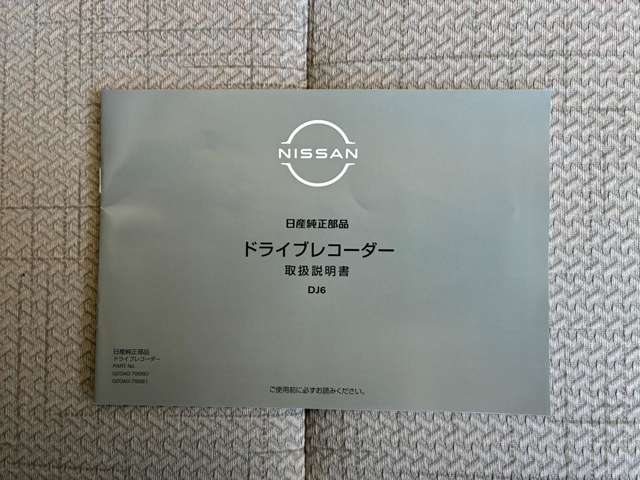 NISSAN
日産純正部品
ドライブレコーダー
取扱説明書
DJ6
日産純正部品
ドライブレコーダー
PART No.
ご使用前に必ずお読みください。